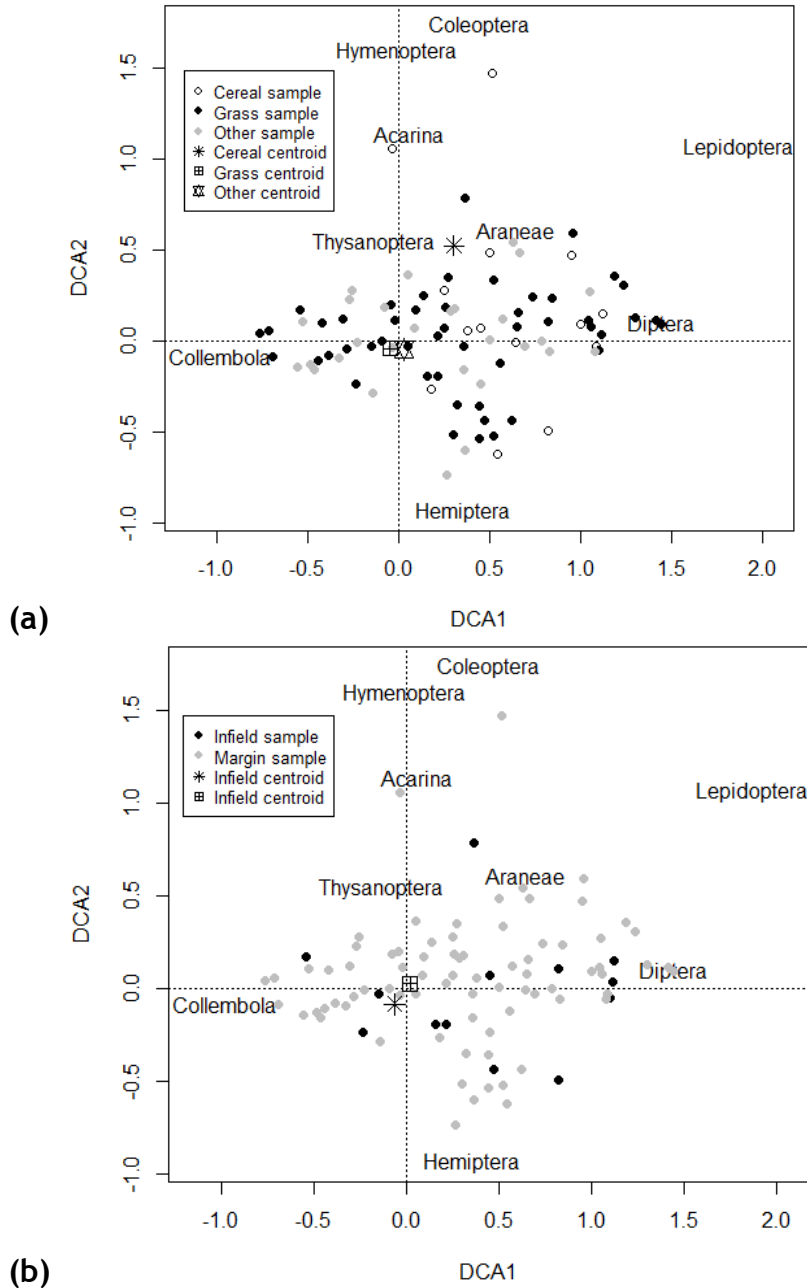 Coleoptera
Hymenoptera
Cereal sample
Grass sample
Other sample
Cereal centroid
Grass centroid
Other centroid
Acarina
Lepidoptera
Thysanoptera
Araneae
Diptera
Collembola
Hemiptera
DCA2
1.5
1.0
0.5
0.0
-0.5
-1.0
-1.0 -0.5 0.0 0.5 1.0 1.5 2.0
DCA1
(a)
Coleoptera
Hymenoptera
Infield sample
Margin sample
Infield centroid
Infield centroid
Acarina
Lepidoptera
Thysanoptera
Araneae
Diptera
Collembola
Hemiptera
DCA2
1.5
1.0
0.5
0.0
-0.5
-1.0
-1.0 -0.5 0.0 0.5 1.0 1.5 2.0
DCA1
(b)